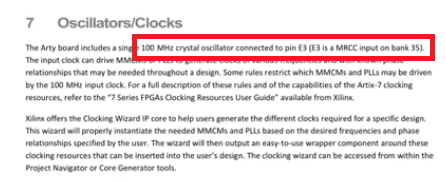 7 Oscillators/Clocks
The Arty board includes a single 100 MHz crystal oscillator connected to pin E3 (E3 is a MRCC input on bank 35).
The input clock can drive MMCMs or PLLs to generate clocks of various frequencies and with known phase
relationships that may be needed throughout a design. Some rules restrict which MMCMs and PLLs may be driven
by the 100 MHz input clock. For a full description of these rules and of the capabilities of the Artix-7 clocking
resources, refer to the "7 Series FPGAs Clocking Resources User Guide" available from Xilinx.
Xilinx offers the Clocking Wizard IP core to help users generate the different clocks required for a specific design.
This wizard will properly instantiate the needed MMCMs and PLLs based on the desired frequencies and phase
relationships specified by the user. The wizard will then output an easy-to-use wrapper component around these
clocking resources that can be inserted into the user's design. The clocking wizard can be accessed from within the
Project Navigator or Core Generator tools.